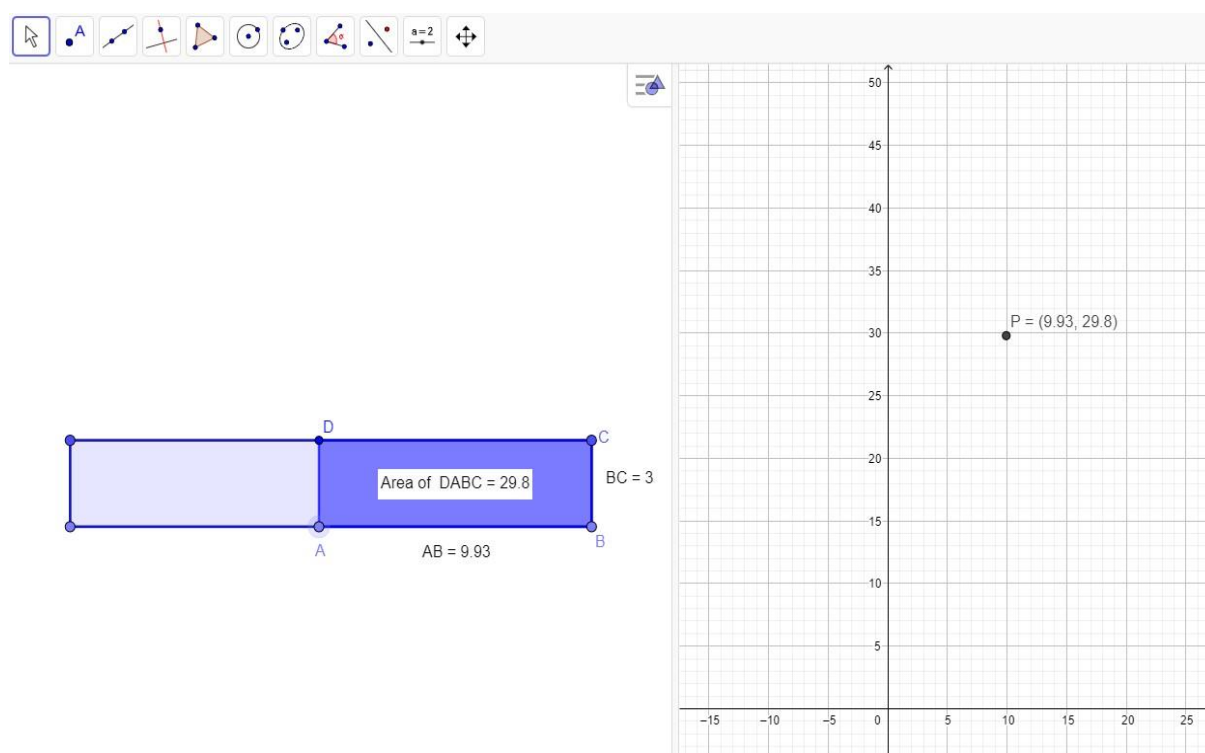 A
a = 2
50
45
40
35
P = (9.93, 29.8)
30
25
D
C
20
Area of DABC = 29.8
BC = 3
15
A
B
AB = 9.93
10
5
–15 –10 –5 0 5 10 15 20 25